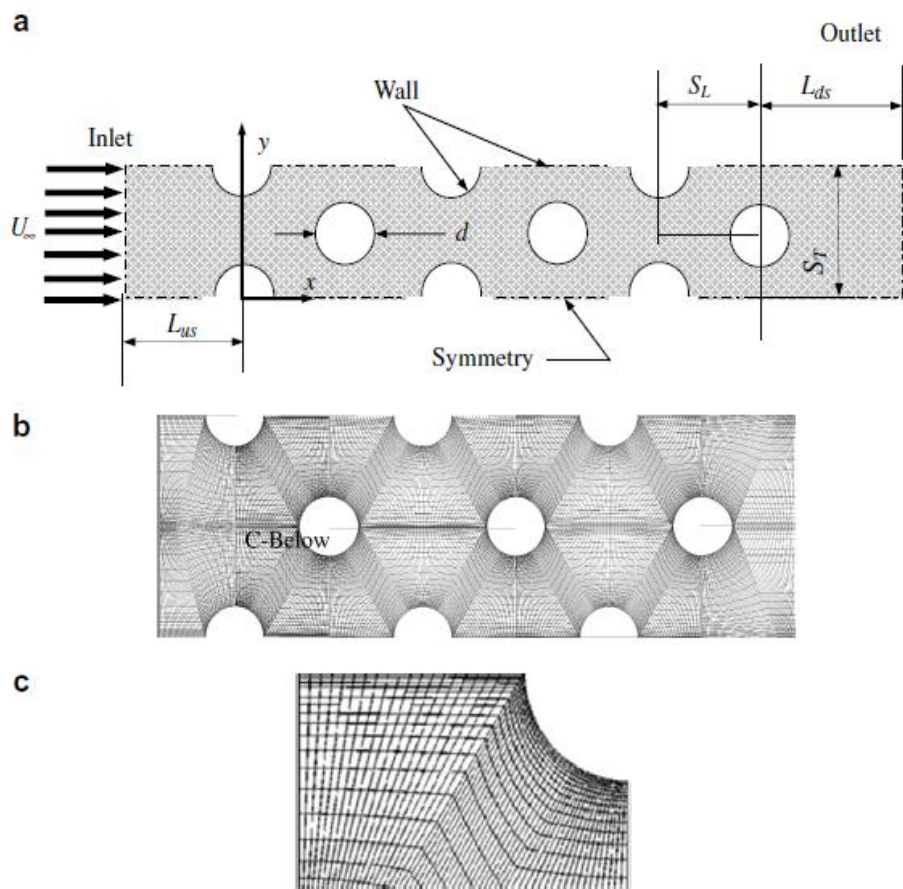 a
Outlet
Wall
S_L
L_ds
Inlet
y
U_∞
d
S_T
x
L_us
Symmetry
b
C-Below
c